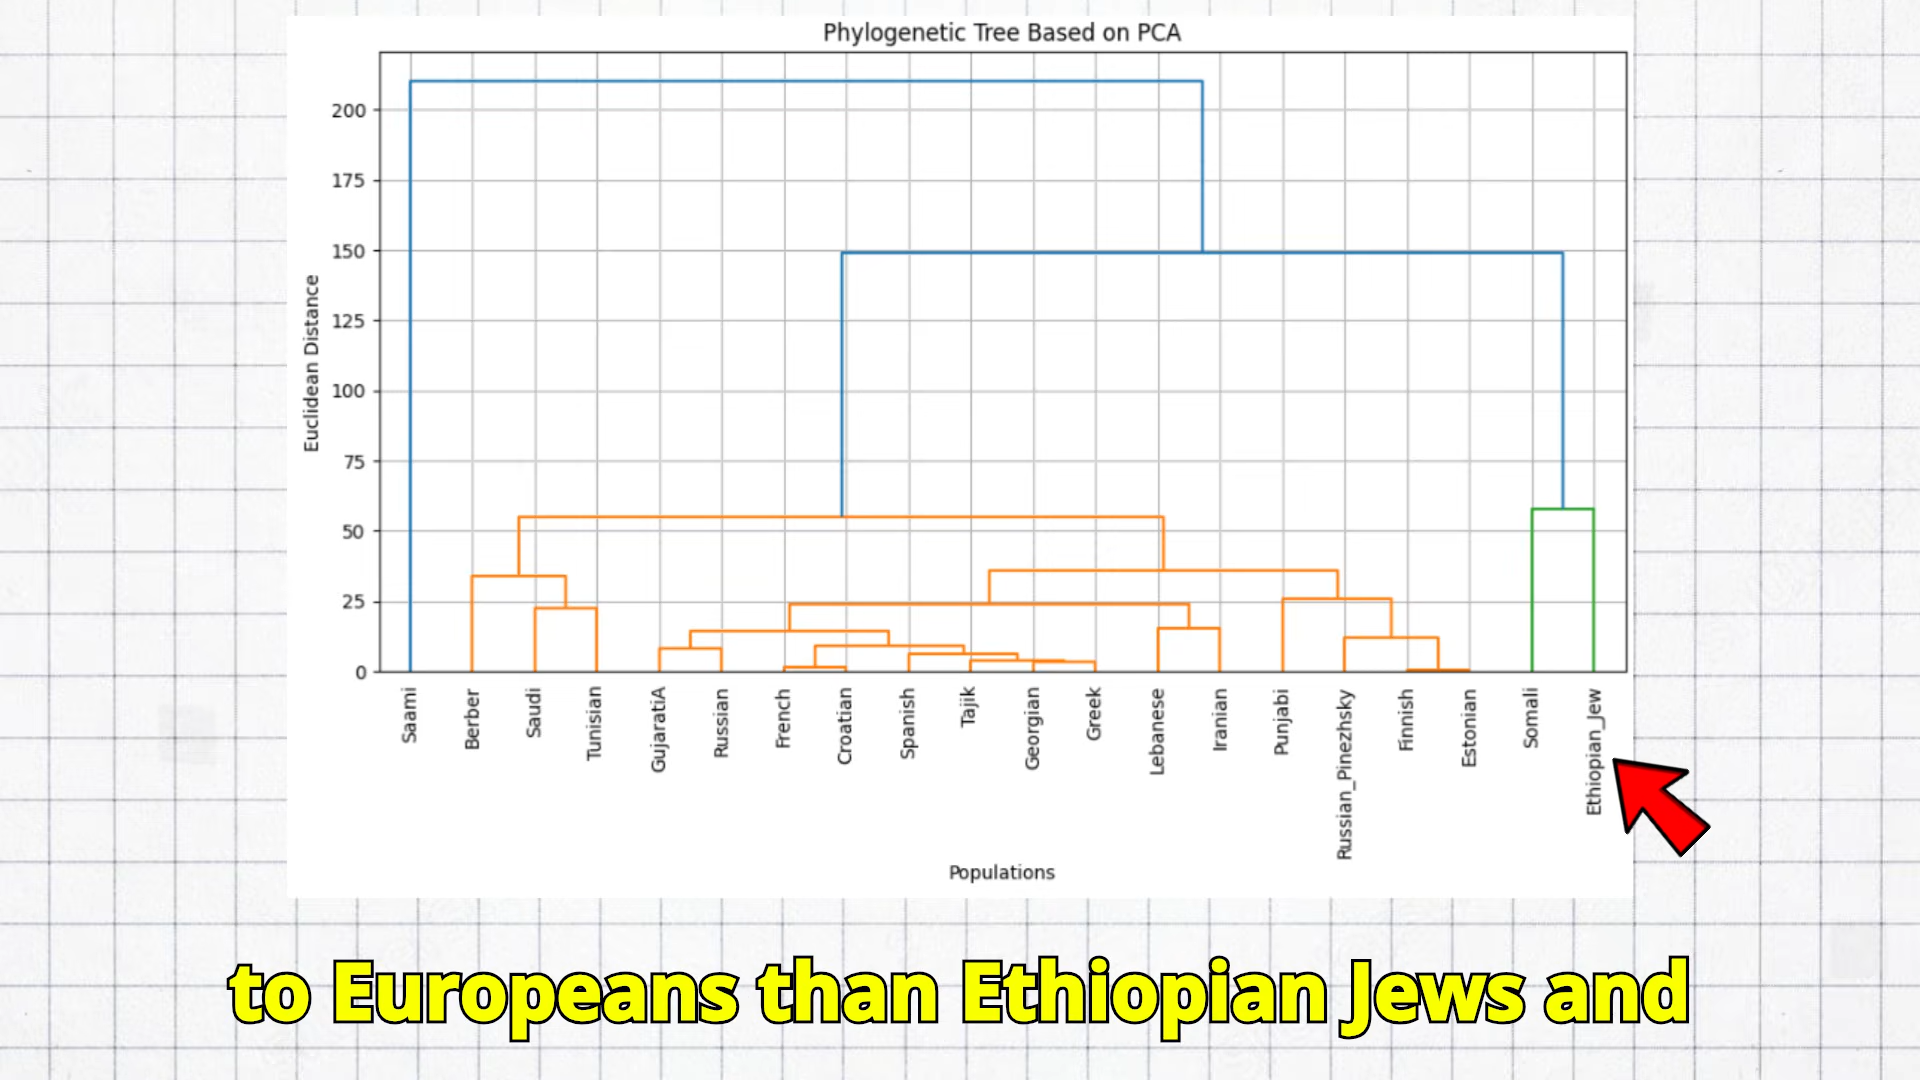 Phylogenetic Tree Based on PCA
200
175
150
125
100
75
50
25
0
Euclidean Distance
Saami
Berber
Saudi
Tunisian
GujaratiA
Russian
French
Croatian
Spanish
Tajik
Georgian
Greek
Lebanese
Iranian
Punjabi
Russian_Pinezhsky
Finnish
Estonian
Somali
Ethiopian_Jew
Populations
to Europeans than Ethiopian Jews and